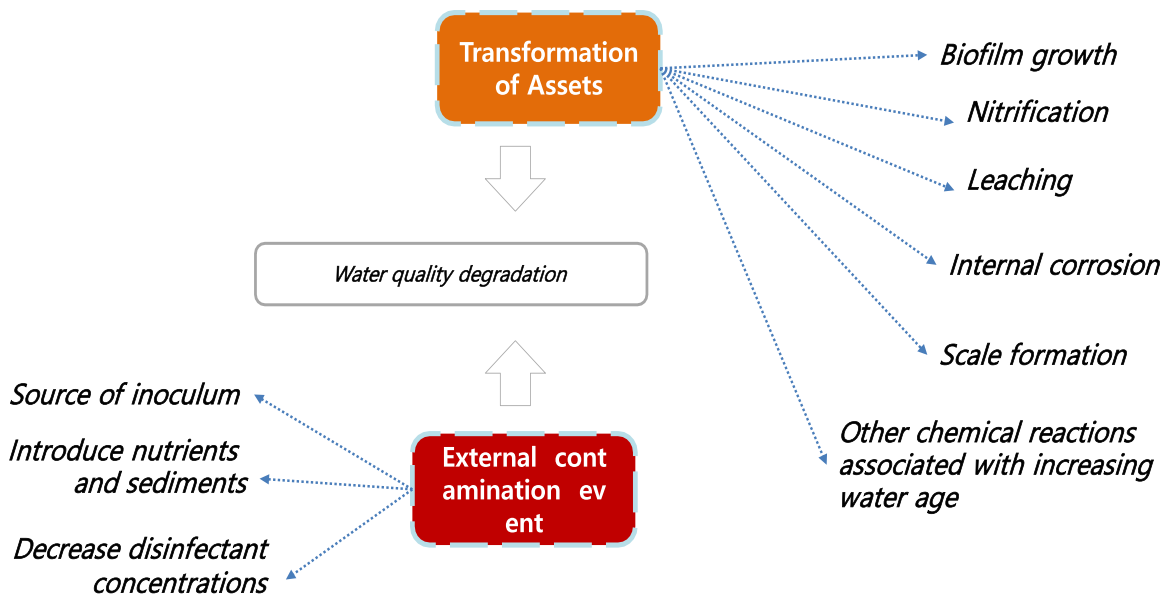 Transformation
of Assets
Biofilm growth
Nitrification
Leaching
Internal corrosion
Scale formation
Other chemical reactions
associated with increasing
water age
Water quality degradation
Source of inoculum
Introduce nutrients
and sediments
Decrease disinfectant
concentrations
External cont
amination ev
ent